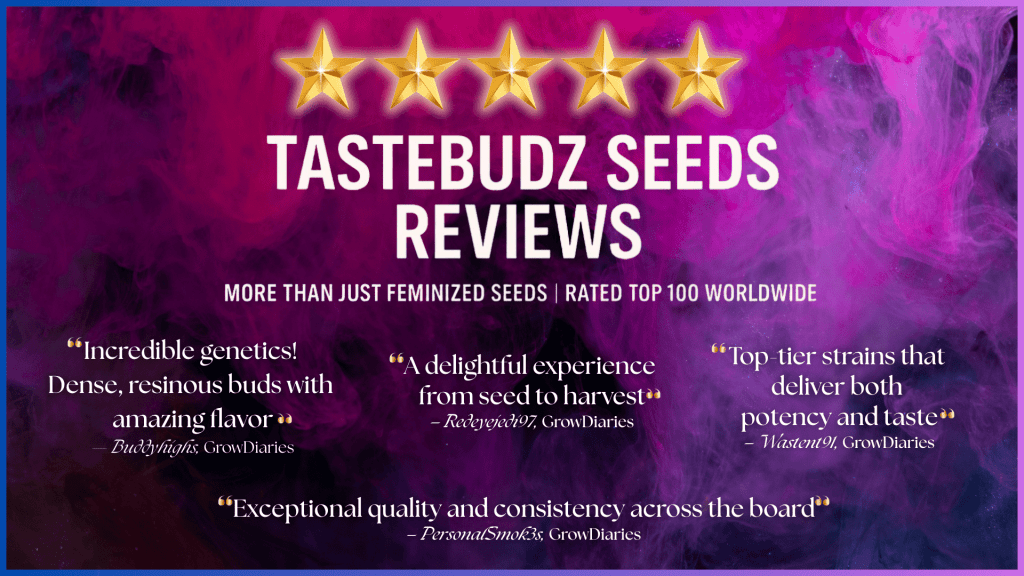 TASTEBUDZ SEEDS
REVIEWS
MORE THAN JUST FEMINIZED SEEDS | RATED TOP 100 WORLDWIDE
“Incredible genetics!
Dense, resinous buds with
amazing flavor”
— Buddyhighs, GrowDiaries
“A delightful experience
from seed to harvest”
– Redeyejedi97, GrowDiaries
“Top-tier strains that
deliver both
potency and taste”
– Wastent91, GrowDiaries
“Exceptional quality and consistency across the board”
– PersonalSmok3s, GrowDiaries